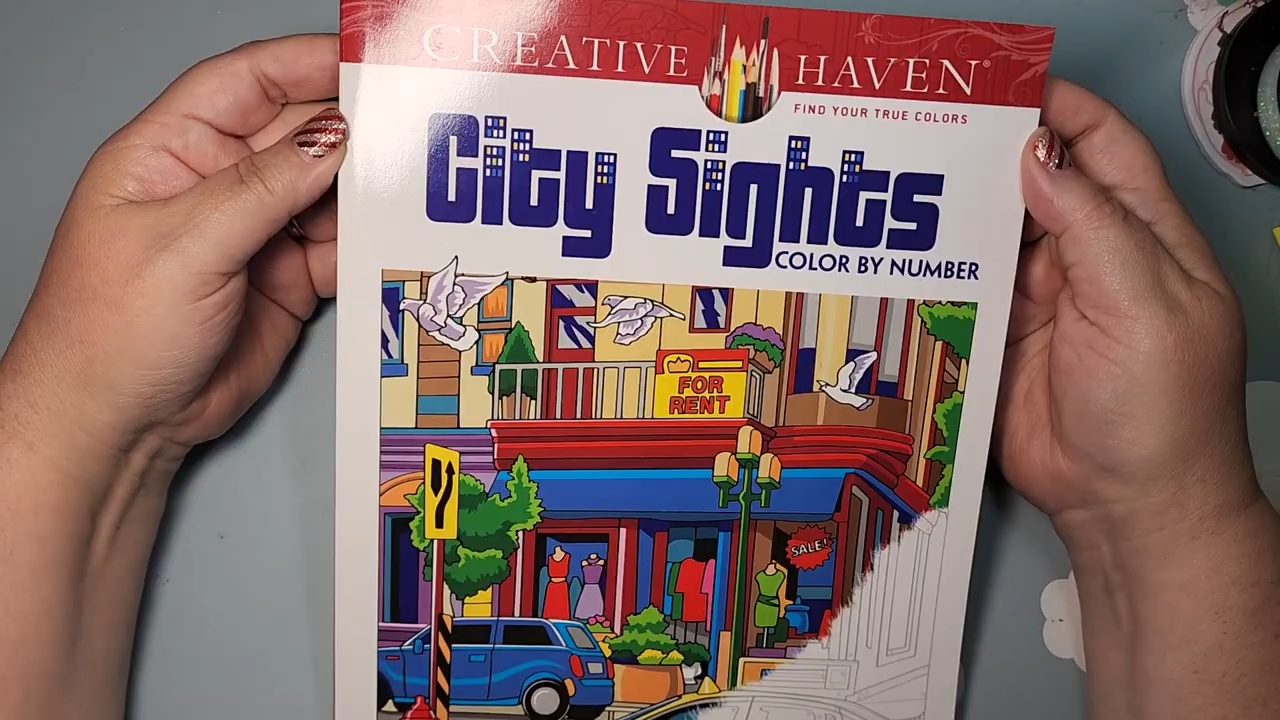 CREATIVE HAVEN®
FIND YOUR TRUE COLORS
City Sights
COLOR BY NUMBER
FOR
RENT
SALE!